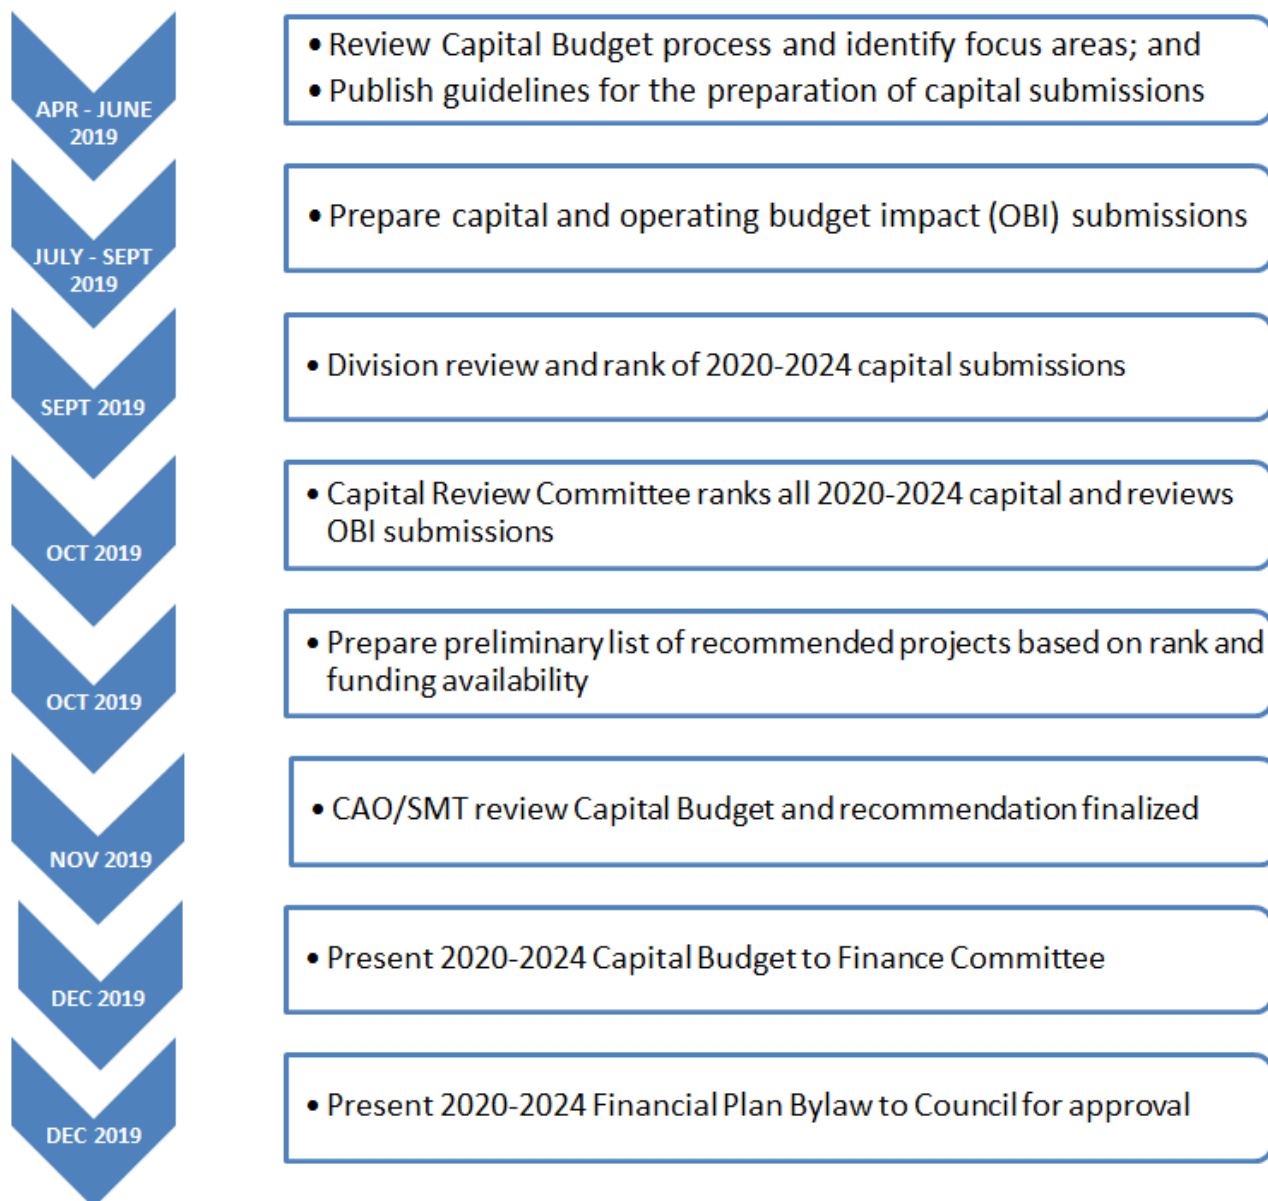 APR - JUNE
2019
• Review Capital Budget process and identify focus areas; and
• Publish guidelines for the preparation of capital submissions
JULY - SEPT
2019
• Prepare capital and operating budget impact (OBI) submissions
SEPT 2019
• Division review and rank of 2020-2024 capital submissions
OCT 2019
• Capital Review Committee ranks all 2020-2024 capital and reviews
OBI submissions
OCT 2019
• Prepare preliminary list of recommended projects based on rank and
funding availability
NOV 2019
• CAO/SMT review Capital Budget and recommendation finalized
DEC 2019
• Present 2020-2024 Capital Budget to Finance Committee
DEC 2019
• Present 2020-2024 Financial Plan Bylaw to Council for approval